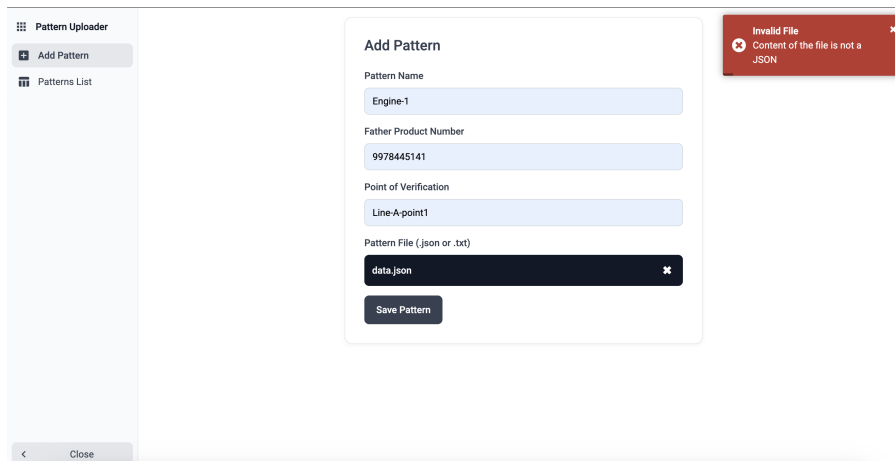 Pattern Uploader
Add Pattern
Patterns List
Close
Add Pattern
Pattern Name
Engine-1
Father Product Number
9978445141
Point of Verification
Line-A-point1
Pattern File (.json or .txt)
data.json
Save Pattern
Invalid File
Content of the file is not a
JSON